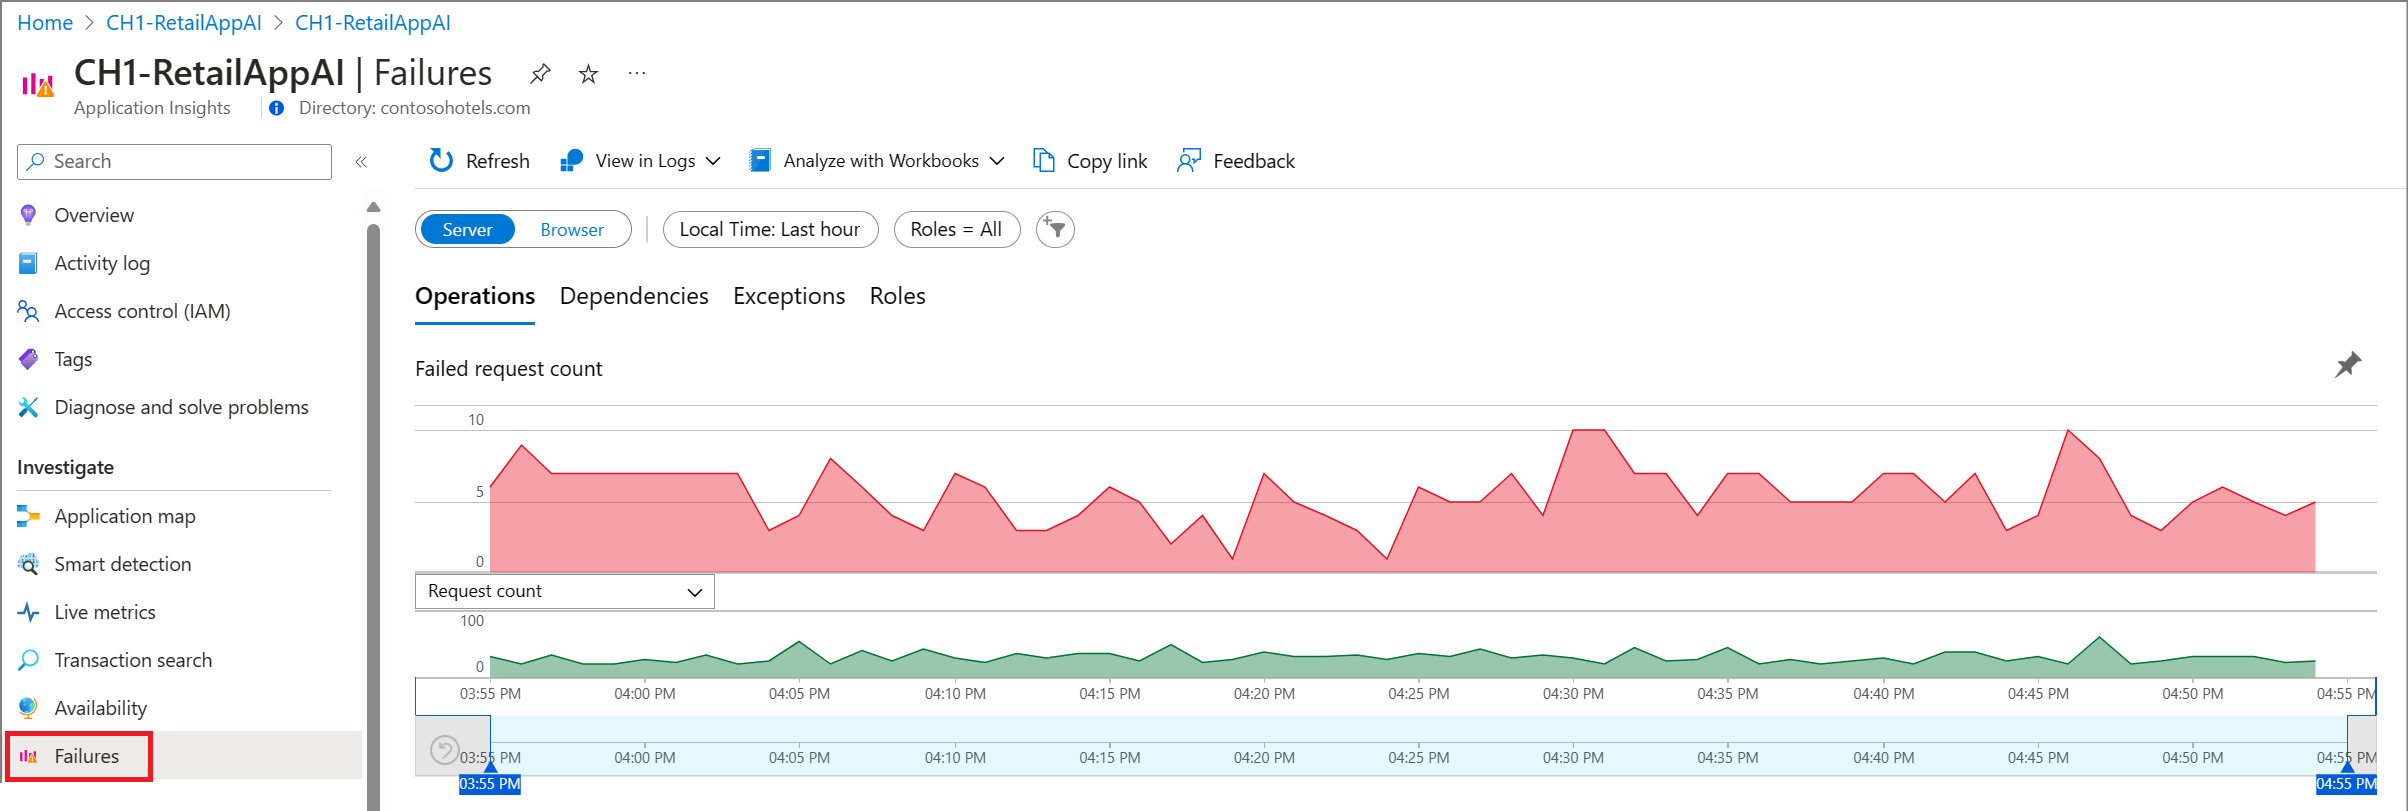 Home > CH1-RetailAppAI > CH1-RetailAppAI
CH1-RetailAppAI | Failures
Application Insights
Directory: contosohotels.com
Search
Overview
Activity log
Access control (IAM)
Tags
Diagnose and solve problems
Investigate
Application map
Smart detection
Live metrics
Transaction search
Availability
Failures
Refresh
View in Logs
Analyze with Workbooks
Copy link
Feedback
Server
Browser
Local Time: Last hour
Roles = All
Operations
Dependencies
Exceptions
Roles
Failed request count
10
5
0
Request count
100
0
03:55 PM 04:00 PM 04:05 PM 04:10 PM 04:15 PM 04:20 PM 04:25 PM 04:30 PM 04:35 PM 04:40 PM 04:45 PM 04:50 PM 04:55 PM
03:55 PM 04:00 PM 04:05 PM 04:10 PM 04:15 PM 04:20 PM 04:25 PM 04:30 PM 04:35 PM 04:40 PM 04:45 PM 04:50 PM 04:55 PM
03:55 PM 04:55 PM